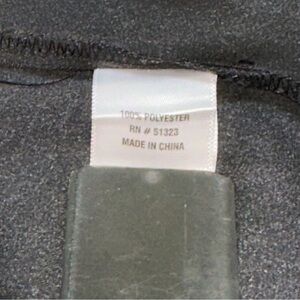 100% POLYESTER
RN # 51323
MADE IN CHINA